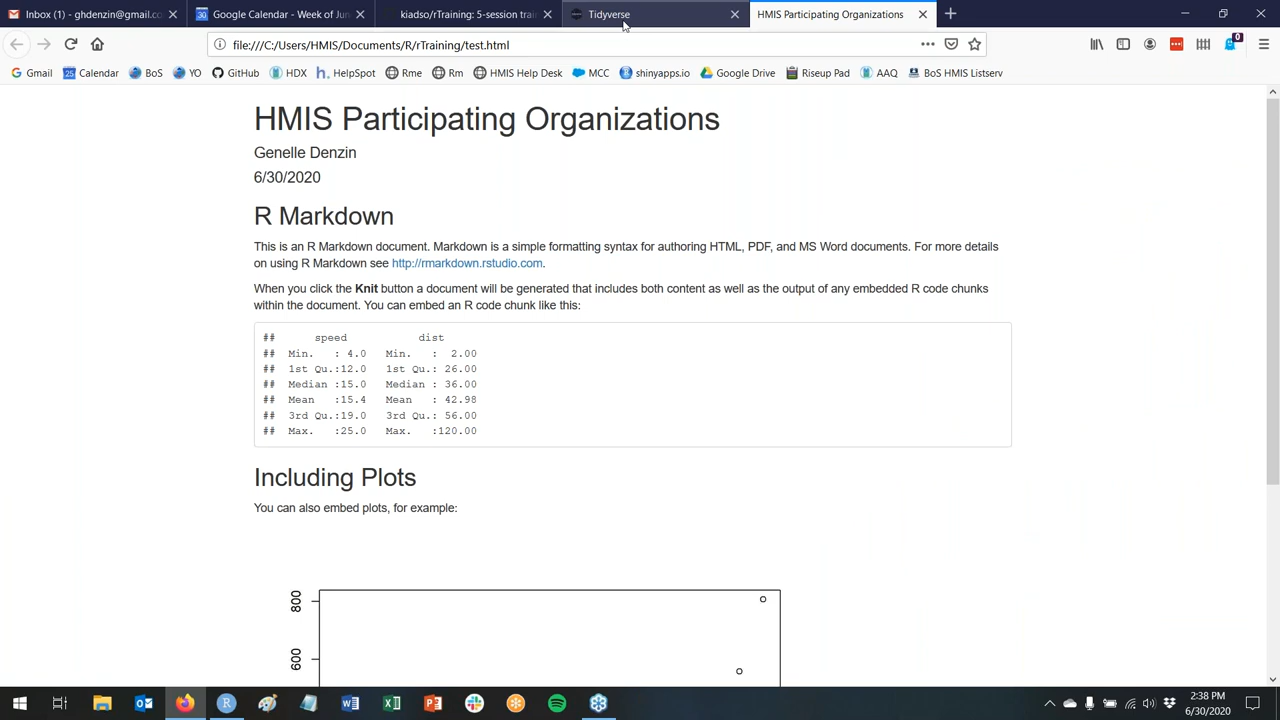 Inbox (1) - ghdenzin@gmail.co
Google Calendar - Week of Jun
kiadso/rTraining: 5-session trai
Tidyverse
HMIS Participating Organizations
file:///C:/Users/HMIS/Documents/R/rTraining/test.html
0
Gmail
Calendar
BoS
YO
GitHub
HDX
HelpSpot
Rme
Rm
HMIS Help Desk
MCC
shinyapps.io
Google Drive
Riseup Pad
AAQ
BoS HMIS Listserv
HMIS Participating Organizations
Genelle Denzin
6/30/2020
R Markdown
This is an R Markdown document. Markdown is a simple formatting syntax for authoring HTML, PDF, and MS Word documents. For more details
on using R Markdown see http://rmarkdown.rstudio.com.
When you click the Knit button a document will be generated that includes both content as well as the output of any embedded R code chunks
within the document. You can embed an R code chunk like this:
## speed dist
## Min. : 4.0 Min. : 2.00
## 1st Qu.:12.0 1st Qu.: 26.00
## Median :15.0 Median : 36.00
## Mean :15.4 Mean : 42.98
## 3rd Qu.:19.0 3rd Qu.: 56.00
## Max. :25.0 Max. :120.00
Including Plots
You can also embed plots, for example:
800
600
2:38 PM
6/30/2020